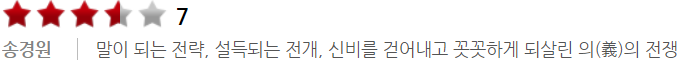 7
송경원 말이 되는 전략, 설득되는 전개, 신비를 걷어내고 꼿꼿하게 되살린 의(義)의 전쟁